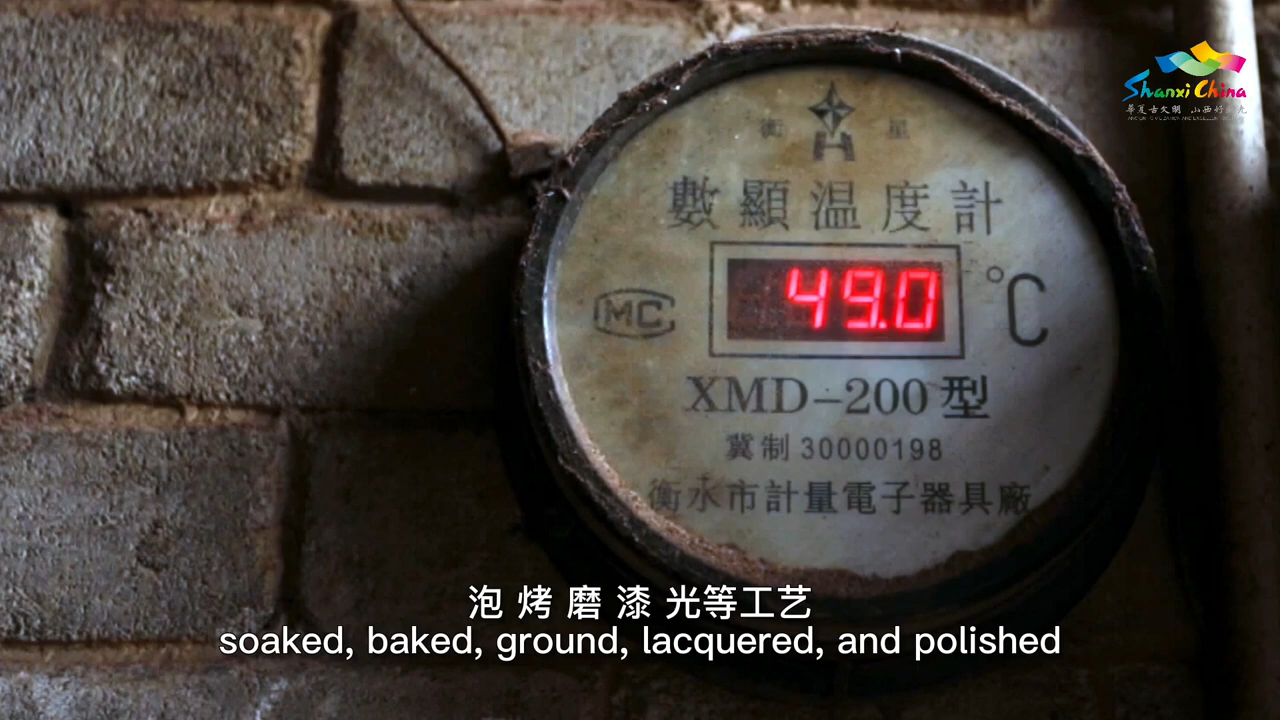 Shanxi China
衡 星
數顯温度計
49.0
°C
MC
XMD-200型
冀制 30000198
衡水市計量電子器具廠
泡 烤 磨 漆 光等工艺
soaked, baked, ground, lacquered, and polished